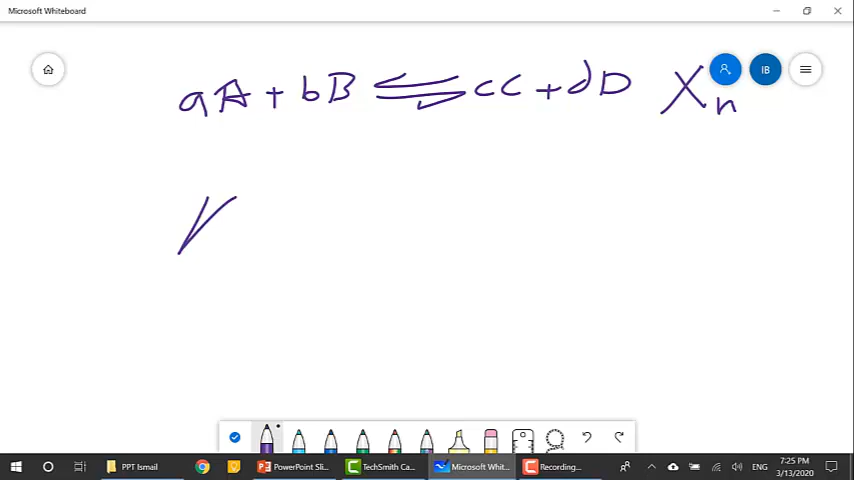 Microsoft Whiteboard
aA + bB ⇌ cC + dD Xn
IB
PPT Ismail
PowerPoint Sli...
TechSmith Ca...
Microsoft Whit...
Recording...
ENG
7:25 PM
3/13/2020